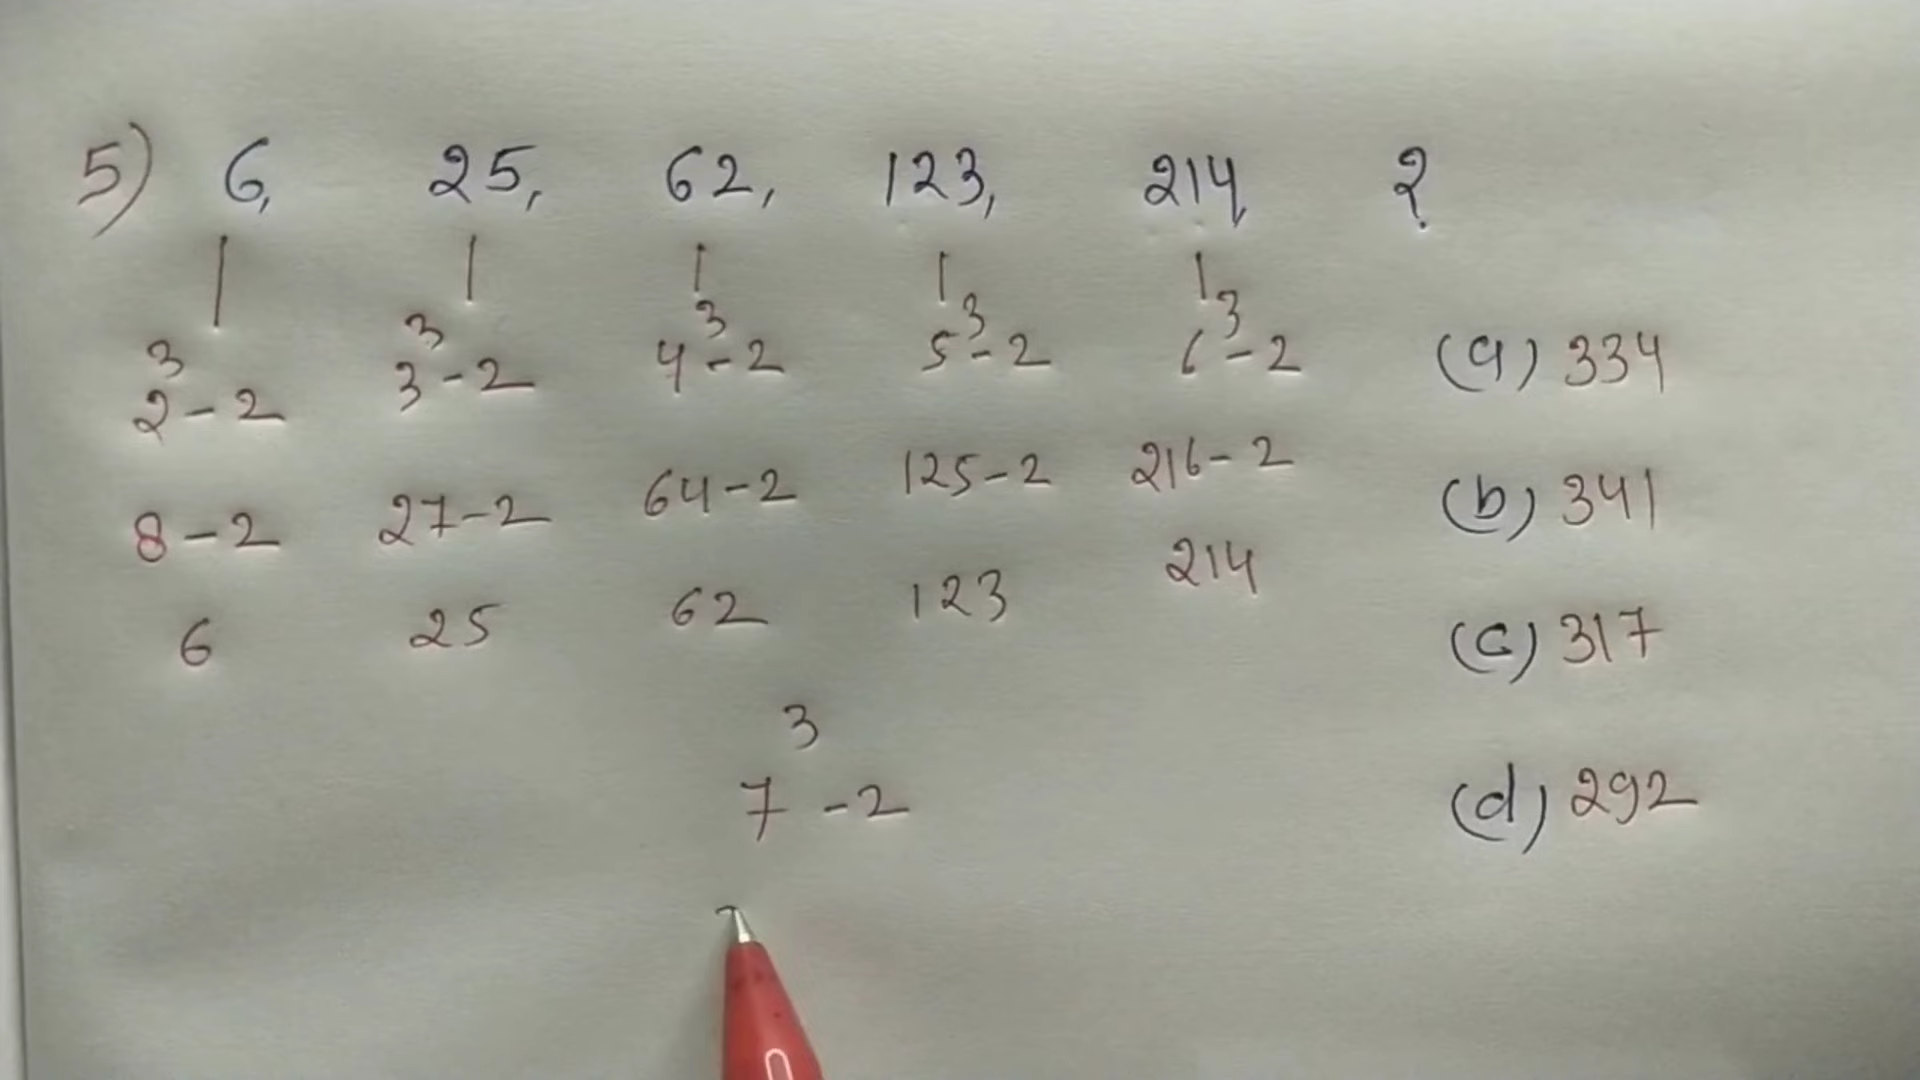 5) 6, 25, 62, 123, 214, ?
2³-2 3³-2 4³-2 5³-2 6³-2 (a) 334
8-2 27-2 64-2 125-2 216-2 (b) 341
6 25 62 123 214 (c) 317
7³-2 (d) 292